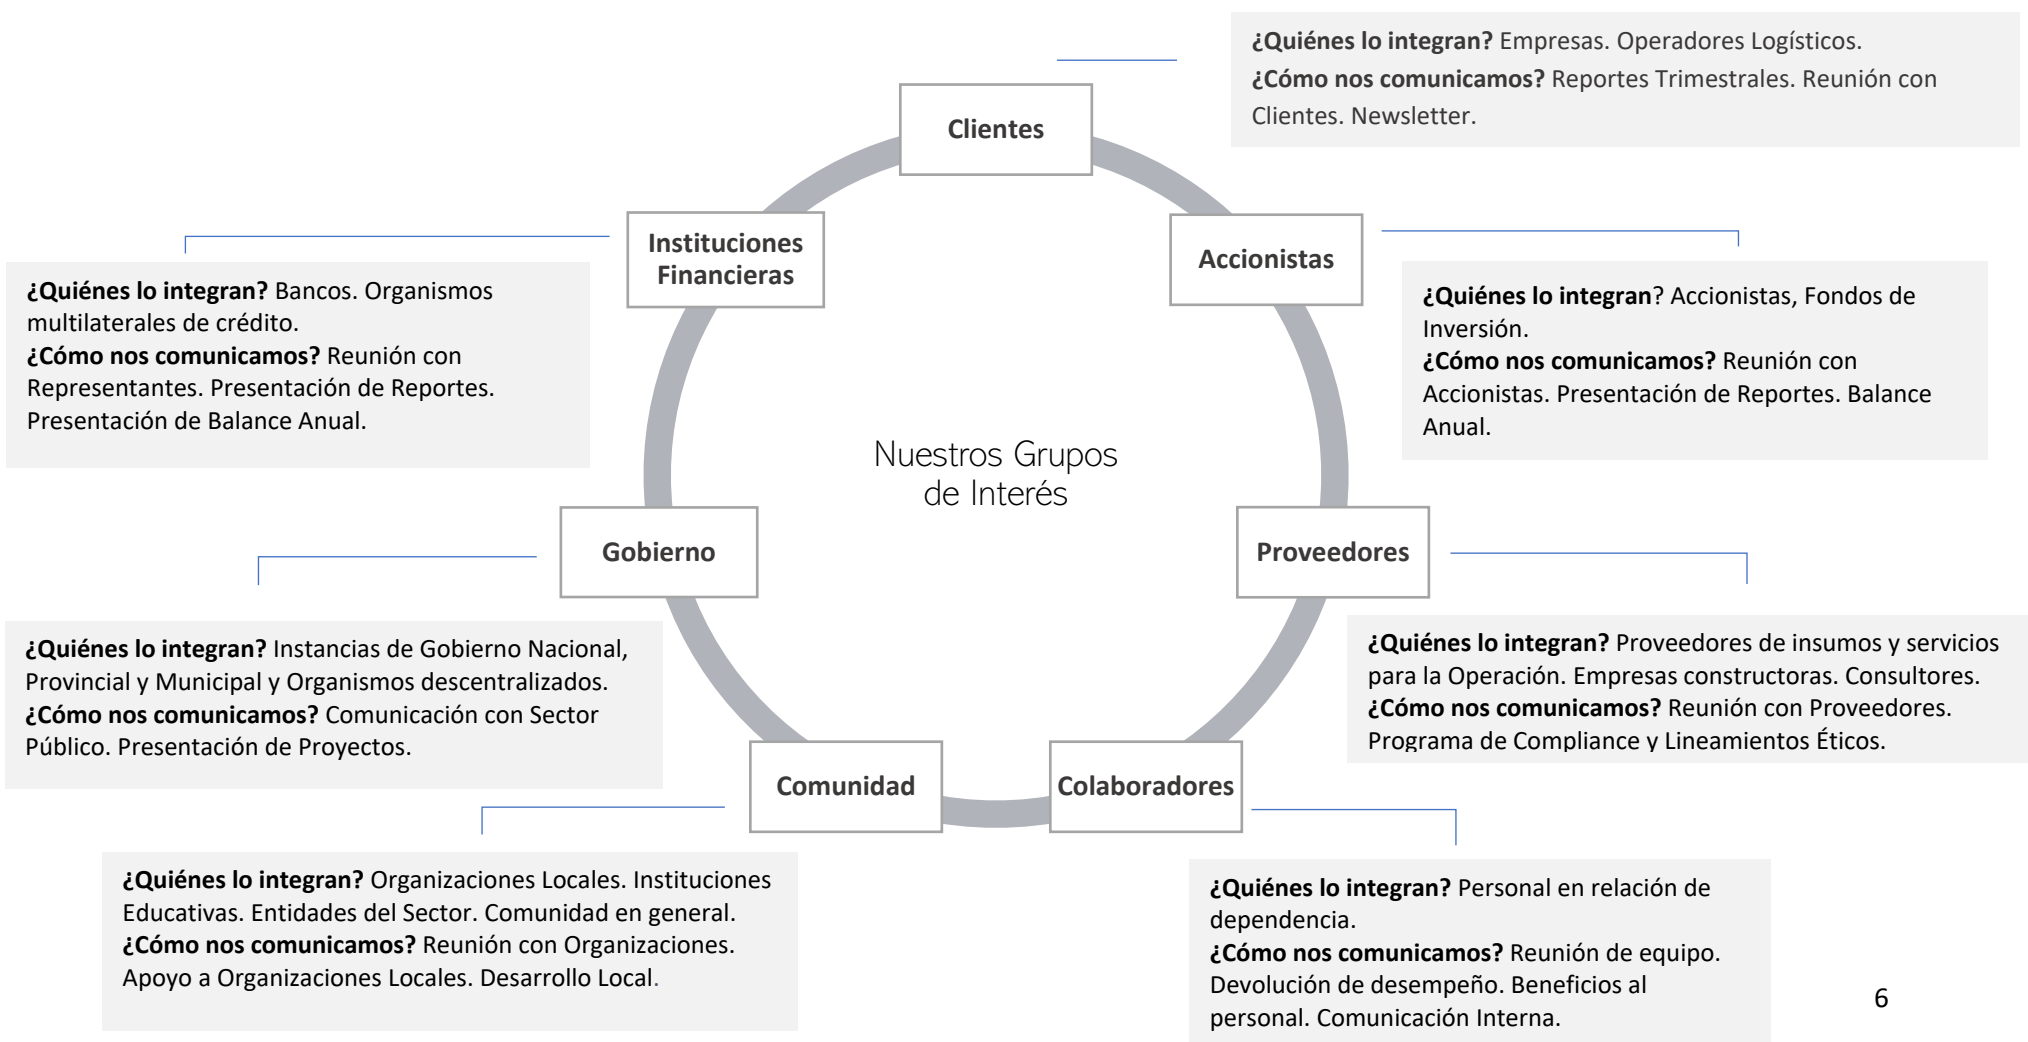 ¿Quiénes lo integran? Empresas. Operadores Logísticos.
¿Cómo nos comunicamos? Reportes Trimestrales. Reunión con
Clientes. Newsletter.
Clientes
Instituciones
Financieras
Accionistas
¿Quiénes lo integran? Bancos. Organismos
multilaterales de crédito.
¿Cómo nos comunicamos? Reunión con
Representantes. Presentación de Reportes.
Presentación de Balance Anual.
¿Quiénes lo integran? Accionistas, Fondos de
Inversión.
¿Cómo nos comunicamos? Reunión con
Accionistas. Presentación de Reportes. Balance
Anual.
Nuestros Grupos
de Interés
Gobierno
Proveedores
¿Quiénes lo integran? Instancias de Gobierno Nacional,
Provincial y Municipal y Organismos descentralizados.
¿Cómo nos comunicamos? Comunicación con Sector
Público. Presentación de Proyectos.
¿Quiénes lo integran? Proveedores de insumos y servicios
para la Operación. Empresas constructoras. Consultores.
¿Cómo nos comunicamos? Reunión con Proveedores.
Programa de Compliance y Lineamientos Éticos.
Comunidad
Colaboradores
¿Quiénes lo integran? Organizaciones Locales. Instituciones
Educativas. Entidades del Sector. Comunidad en general.
¿Cómo nos comunicamos? Reunión con Organizaciones.
Apoyo a Organizaciones Locales. Desarrollo Local.
¿Quiénes lo integran? Personal en relación de
dependencia.
¿Cómo nos comunicamos? Reunión de equipo.
Devolución de desempeño. Beneficios al
personal. Comunicación Interna.
6